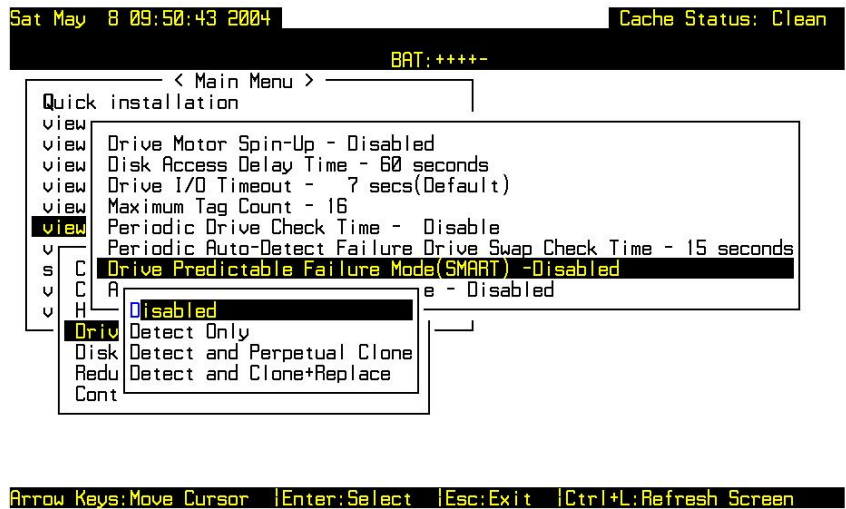 Sat May  8 09:50:43 2004 Cache Status: Clean
BAT:++++-
< Main Menu >
Quick installation
view
view Drive Motor Spin-Up - Disabled
view Disk Access Delay Time - 60 seconds
view Drive I/O Timeout -   7 secs(Default)
view Maximum Tag Count - 16
view Periodic Drive Check Time -  Disable
v Periodic Auto-Detect Failure Drive Swap Check Time - 15 seconds
s C Drive Predictable Failure Mode(SMART) -Disabled
v C A e - Disabled
v H Disabled
Driv Detect Only
Disk Detect and Perpetual Clone
Redu Detect and Clone+Replace
Cont
Arrow Keys:Move Cursor  |Enter:Select  |Esc:Exit  |Ctrl+L:Refresh Screen